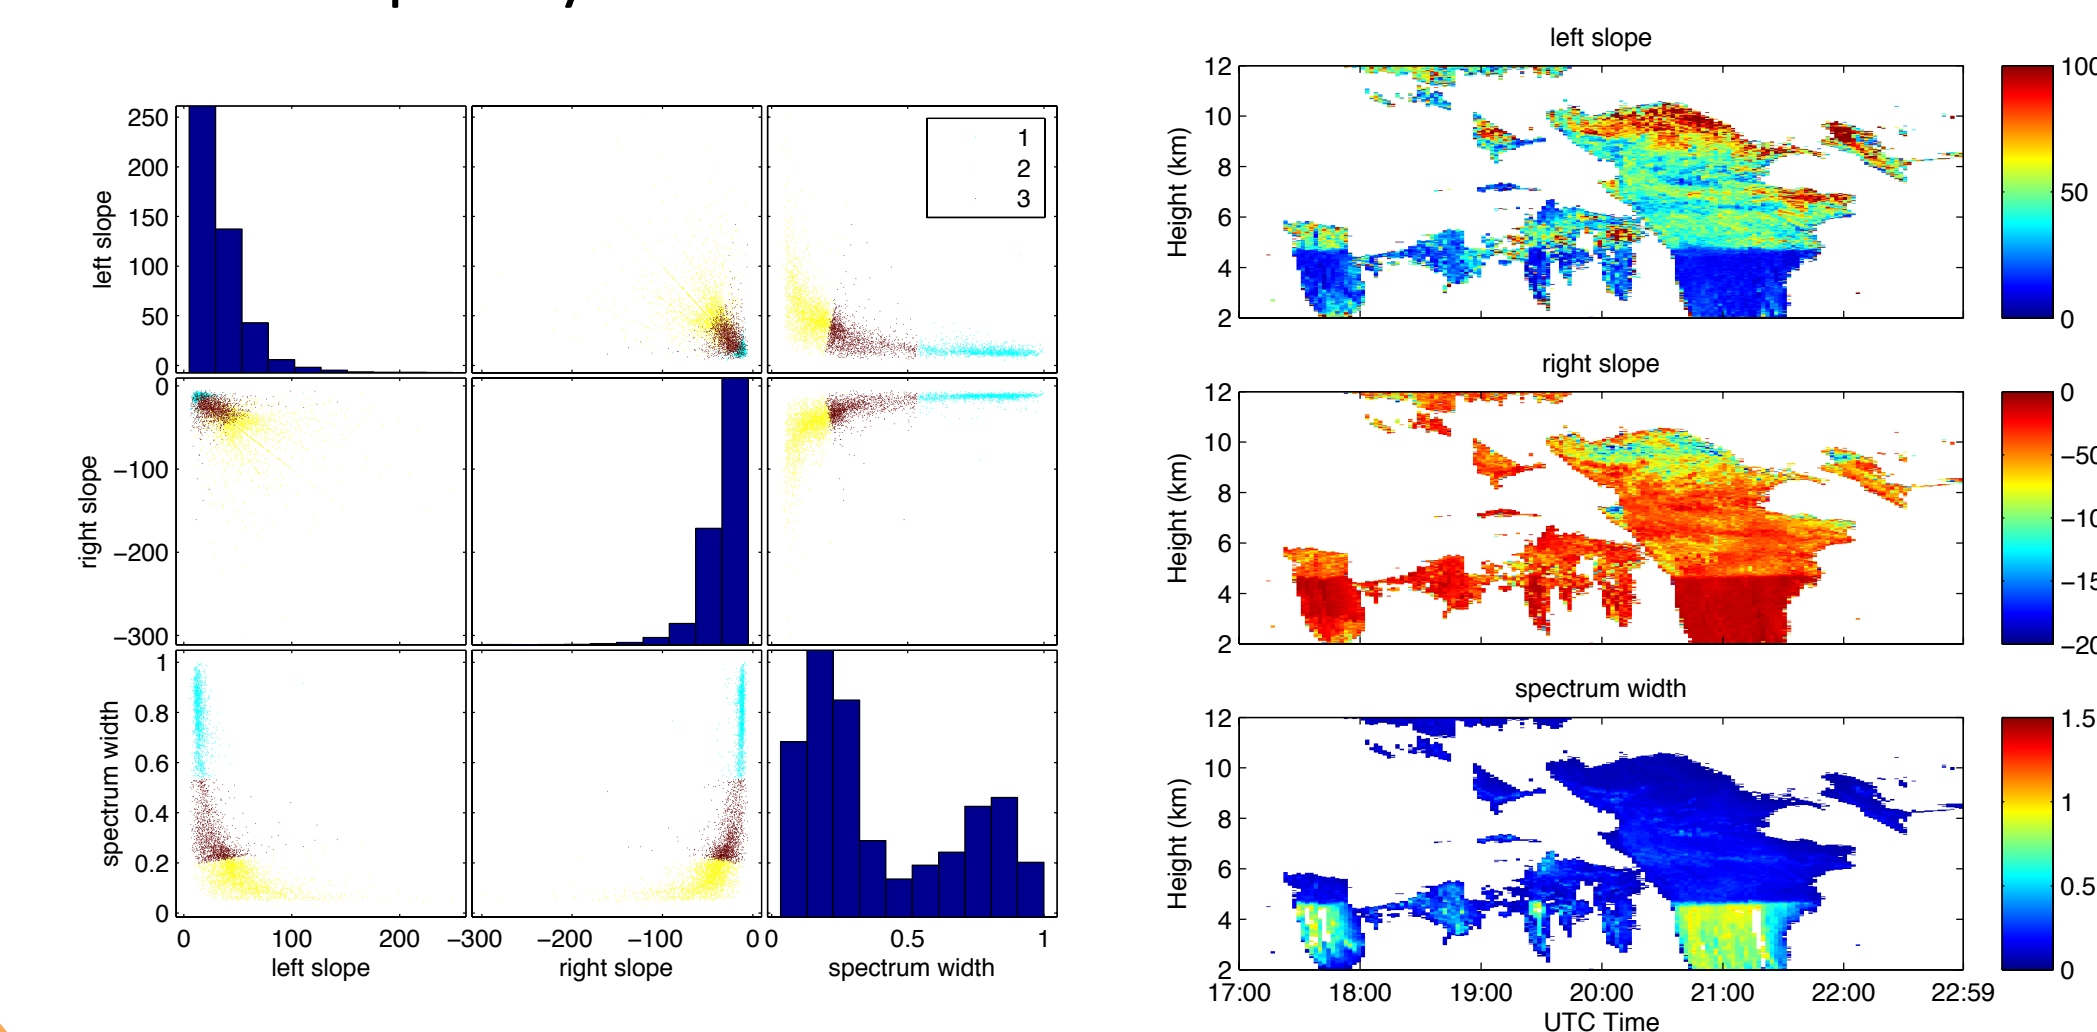 250
200
150
100
50
0
left slope
1
2
3
0
−100
−200
−300
right slope
1
0.8
0.6
0.4
0.2
0
spectrum width
0 100 200
left slope
−300 −200 −100 0
right slope
0 0.5 1
spectrum width
left slope
12
10
8
6
4
2
Height (km)
100
50
0
right slope
12
10
8
6
4
2
Height (km)
0
−50
spectrum width
12
10
8
6
4
2
Height (km)
1.5
1
0.5
0
17:00 18:00 19:00 20:00 21:00 22:00 22:59
UTC Time